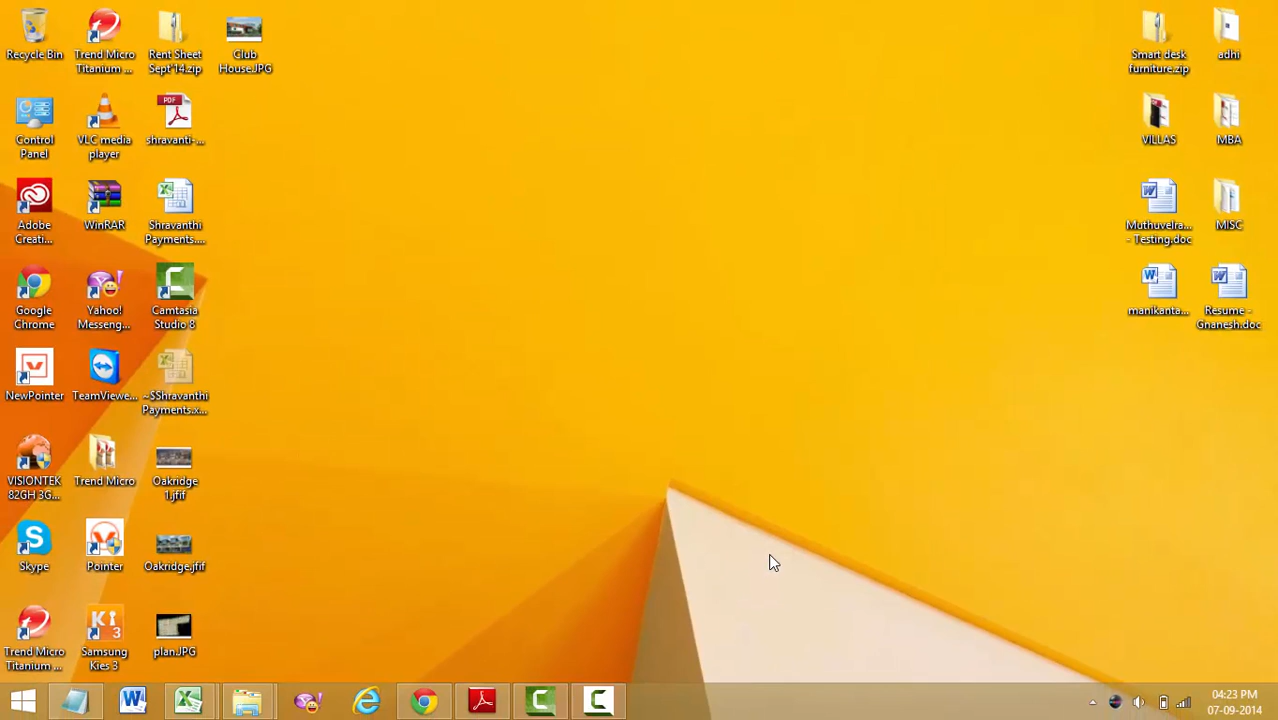 Recycle Bin
Trend Micro
Titanium ...
Rent Sheet
Sept'14.zip
Club
House.JPG
Smart desk
furniture.zip
adhi
Control
Panel
VLC media
player
PDF
shravanti-...
VILLAS
MBA
Adobe
Creati...
WinRAR
Shravanthi
Payments....
Muthuvelra...
- Testing.doc
MISC
Google
Chrome
Yahoo!
Messeng...
Camtasia
Studio 8
manikanta...
Resume -
Gnanesh.doc
NewPointer
TeamViewe...
~$Shravanthi
Payments.x...
VISIONTEK
82GH 3G...
Trend Micro
Oakridge
1.jfif
Skype
Pointer
Oakridge.jfif
Trend Micro
Titanium ...
Ki
3
Samsung
Kies 3
plan.JPG
04:23 PM
07-09-2014